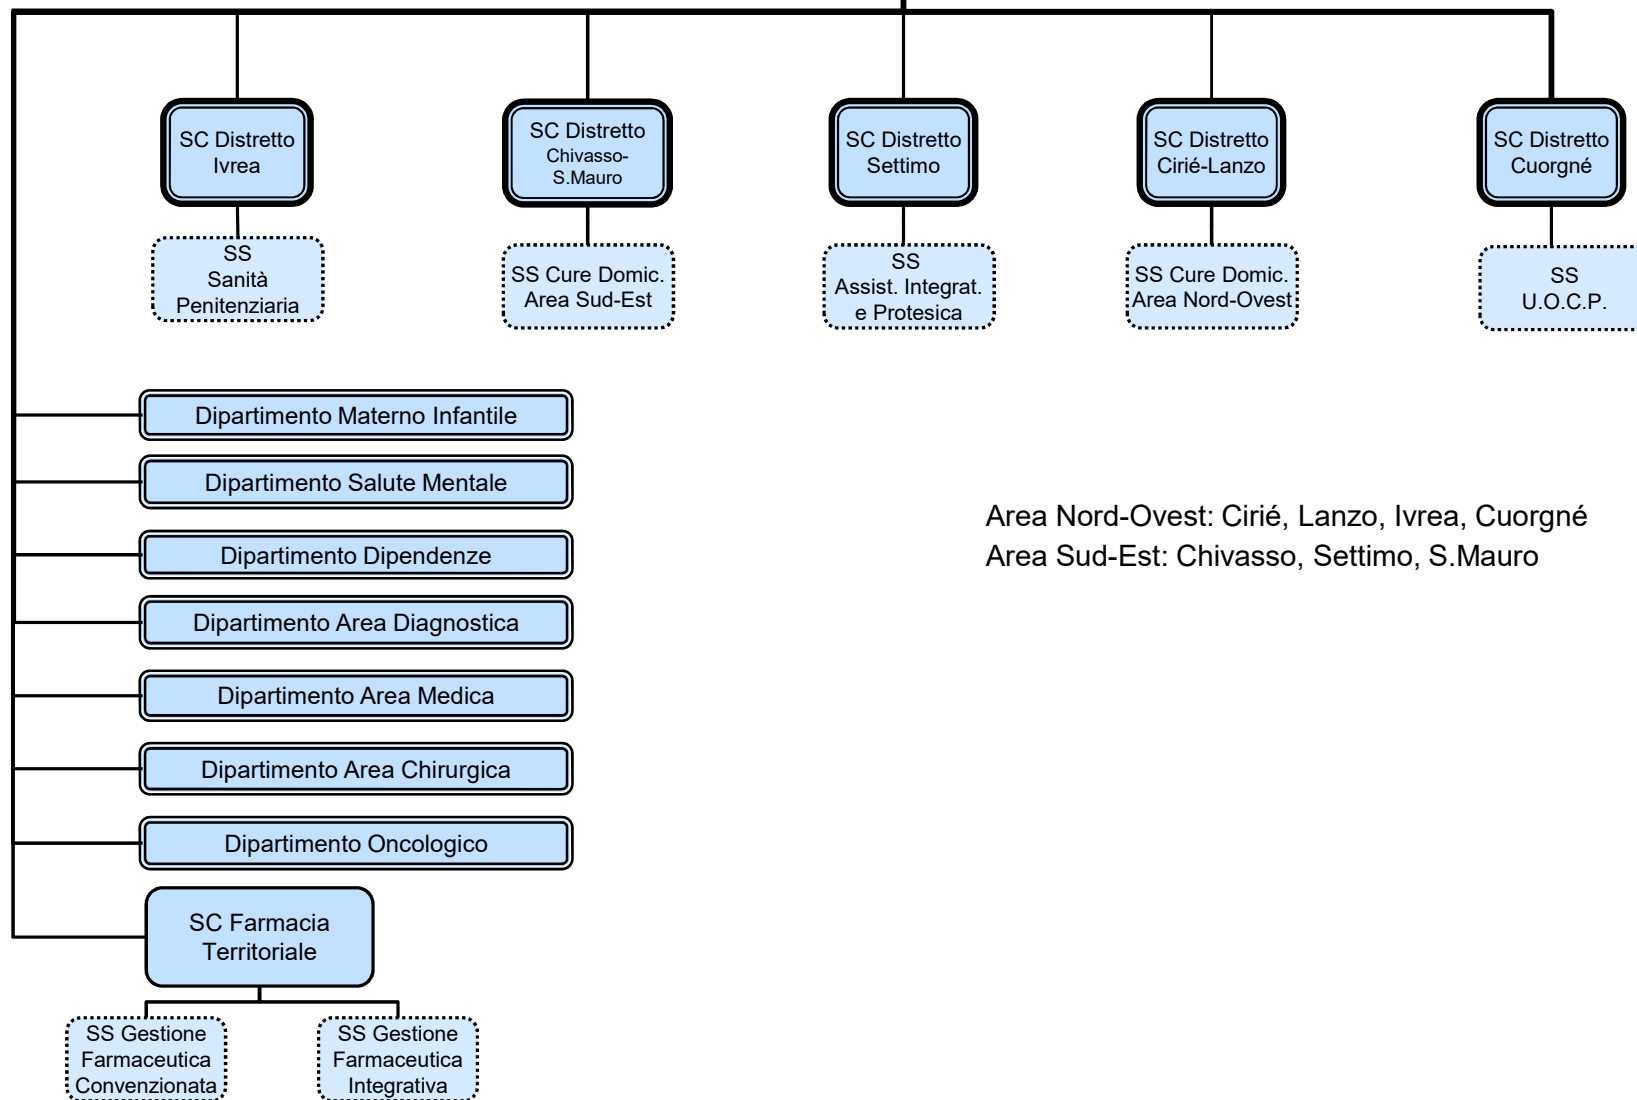 SC Distretto
Ivrea
SC Distretto
Chivasso-
S.Mauro
SC Distretto
Settimo
SC Distretto
Cirié-Lanzo
SC Distretto
Cuorgné
SS
Sanità
Penitenziaria
SS Cure Domic.
Area Sud-Est
SS
Assist. Integrat.
e Protesica
SS Cure Domic.
Area Nord-Ovest
SS
U.O.C.P.
Dipartimento Materno Infantile
Dipartimento Salute Mentale
Dipartimento Dipendenze
Dipartimento Area Diagnostica
Dipartimento Area Medica
Dipartimento Area Chirurgica
Dipartimento Oncologico
Area Nord-Ovest: Cirié, Lanzo, Ivrea, Cuorgné
Area Sud-Est: Chivasso, Settimo, S.Mauro
SC Farmacia
Territoriale
SS Gestione
Farmaceutica
Convenzionata
SS Gestione
Farmaceutica
Integrativa